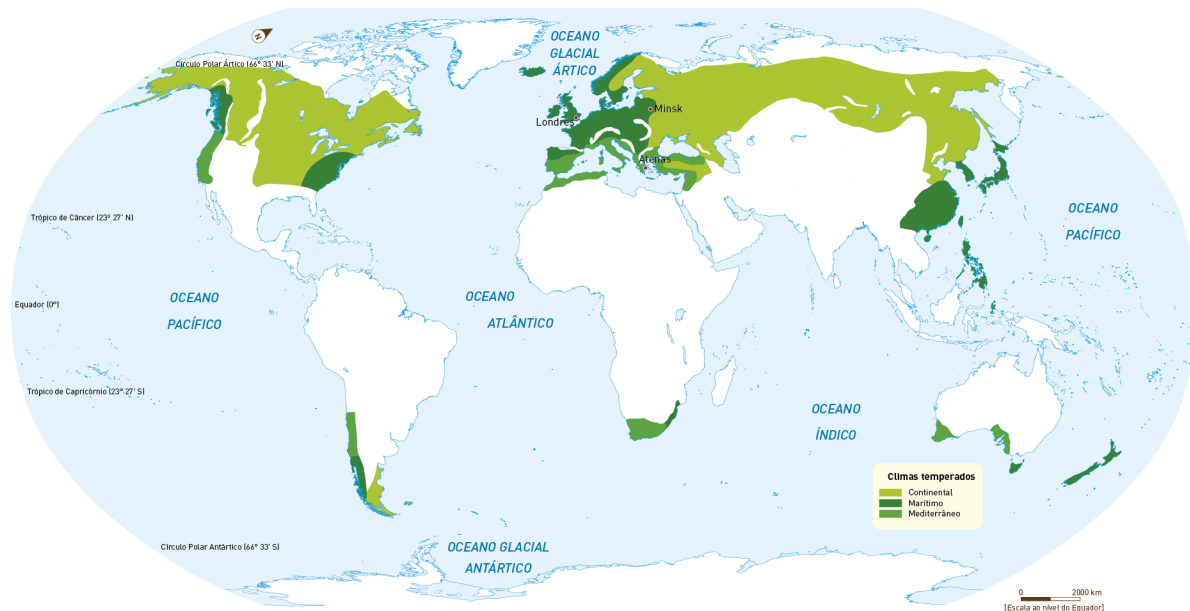 OCEANO
GLACIAL
ÁRTICO
N
Círculo Polar Ártico (66° 33' N)
Minsk
Londres
Atenas
Trópico de Câncer (23° 27' N)
OCEANO
PACÍFICO
Equador (0°)
OCEANO
PACÍFICO
OCEANO
ATLÂNTICO
Trópico de Capricórnio (23° 27' S)
OCEANO
ÍNDICO
Climas temperados
Continental
Marítimo
Mediterrâneo
Círculo Polar Antártico (66° 33' S)
OCEANO GLACIAL
ANTÁRTICO
0 2000 km
[Escala ao nível do Equador]